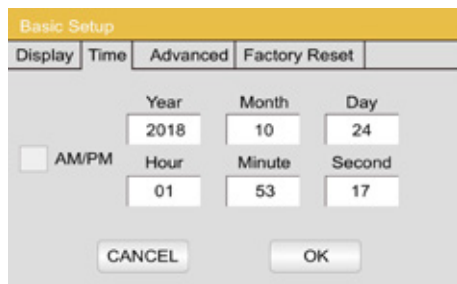 Basic Setup
Display Time Advanced Factory Reset
Year Month Day
2018 10 24
AM/PM Hour Minute Second
01 53 17
CANCEL OK